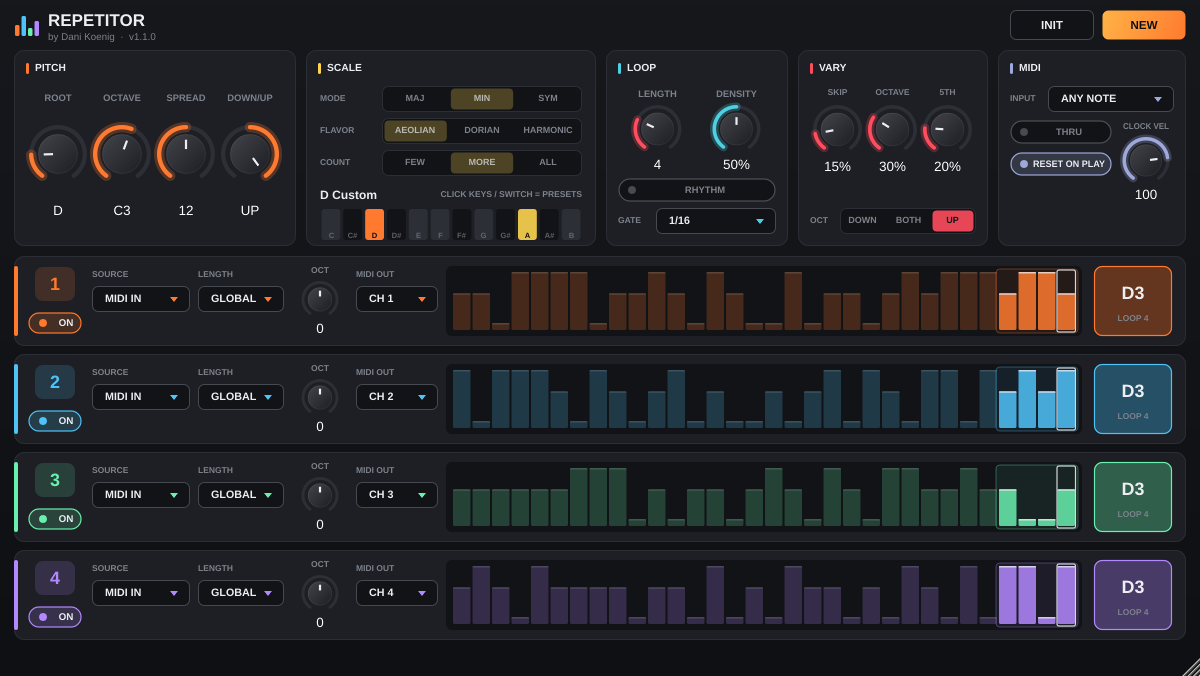 REPETITOR
by Dani Koenig · v1.1.0
INIT
NEW
PITCH
ROOT OCTAVE SPREAD DOWN/UP
D C3 12 UP
SCALE
MODE MAJ MIN SYM
FLAVOR AEOLIAN DORIAN HARMONIC
COUNT FEW MORE ALL
D Custom CLICK KEYS / SWITCH = PRESETS
C C# D D# E F F# G G# A A# B
LOOP
LENGTH DENSITY
4 50%
RHYTHM
GATE 1/16
VARY
SKIP OCTAVE 5TH
15% 30% 20%
OCT DOWN BOTH UP
MIDI
INPUT ANY NOTE
THRU
RESET ON PLAY
CLOCK VEL
100
1
ON
SOURCE LENGTH OCT MIDI OUT
MIDI IN GLOBAL 0 CH 1
D3
LOOP 4
2
ON
SOURCE LENGTH OCT MIDI OUT
MIDI IN GLOBAL 0 CH 2
D3
LOOP 4
3
ON
SOURCE LENGTH OCT MIDI OUT
MIDI IN GLOBAL 0 CH 3
D3
LOOP 4
4
ON
SOURCE LENGTH OCT MIDI OUT
MIDI IN GLOBAL 0 CH 4
D3
LOOP 4